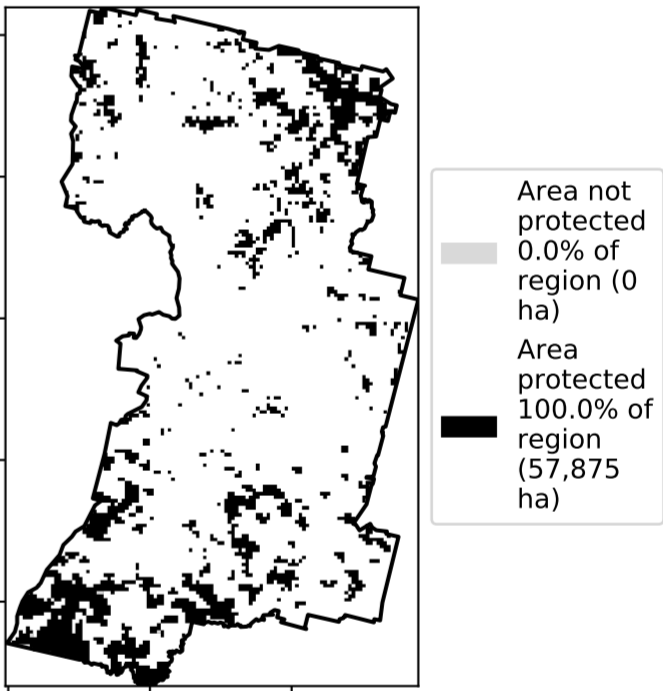 Area not
protected
0.0% of
region (0
ha)
Area
protected
100.0% of
region
(57,875
ha)